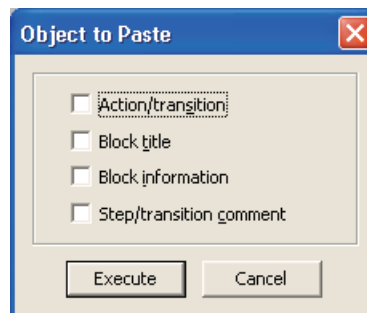 Object to Paste
Action/transition
Block title
Block information
Step/transition comment
Execute Cancel